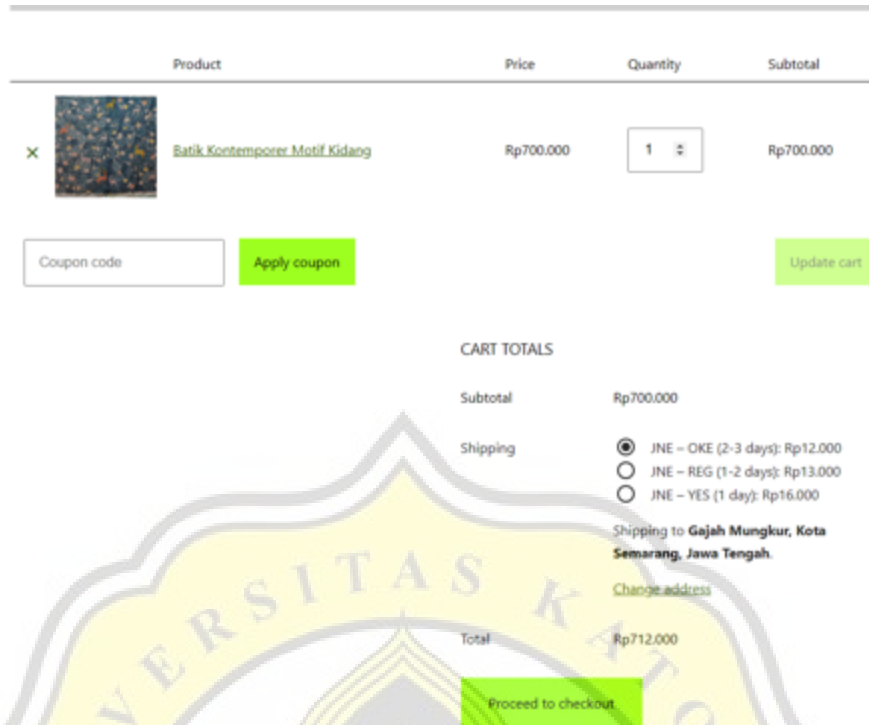 Product Price Quantity Subtotal
× Batik Kontemporer Motif Kidang Rp700.000 1 Rp700.000
Coupon code Apply coupon Update cart
CART TOTALS
Subtotal Rp700.000
Shipping JNE – OKE (2-3 days): Rp12.000
JNE – REG (1-2 days): Rp13.000
JNE – YES (1 day): Rp16.000
Shipping to Gajah Mungkur, Kota
Semarang, Jawa Tengah.
Change address
Total Rp712.000
Proceed to checkout
VERSITAS KATO